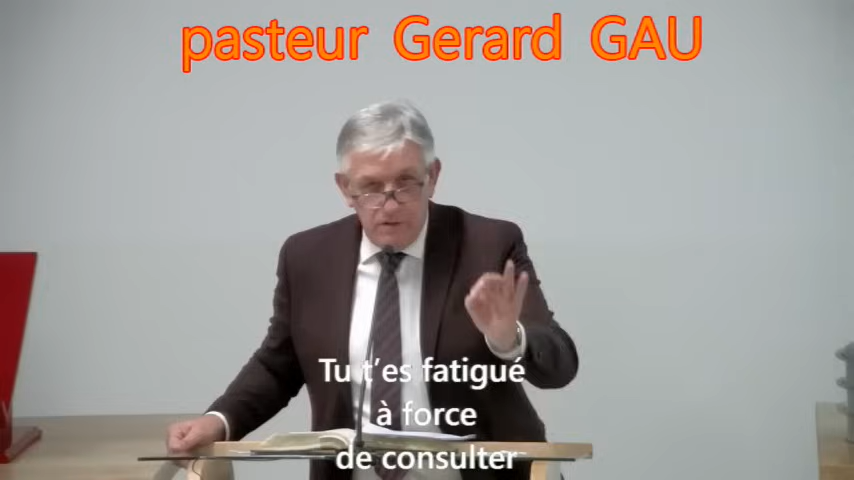 pasteur Gerard GAU
Tu t'es fatigué
à force
de consulter